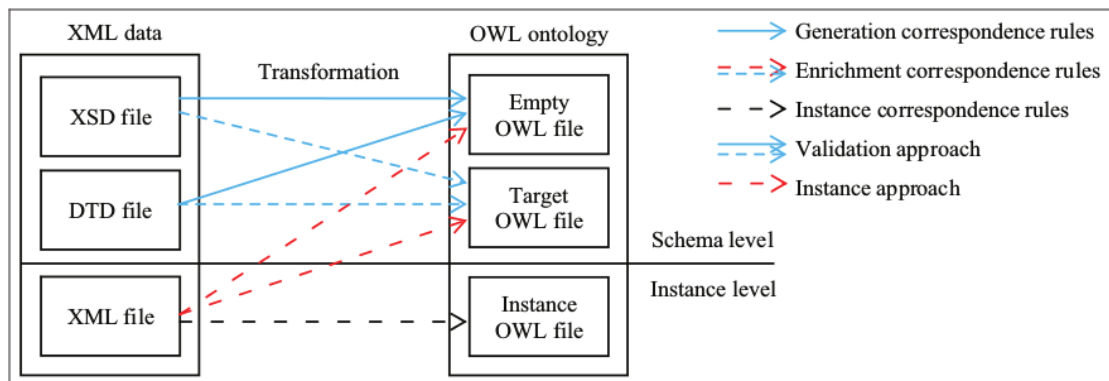 XML data
OWL ontology
Transformation
XSD file
DTD file
XML file
Empty
OWL file
Target
OWL file
Instance
OWL file
Generation correspondence rules
Enrichment correspondence rules
Instance correspondence rules
Validation approach
Instance approach
Schema level
Instance level